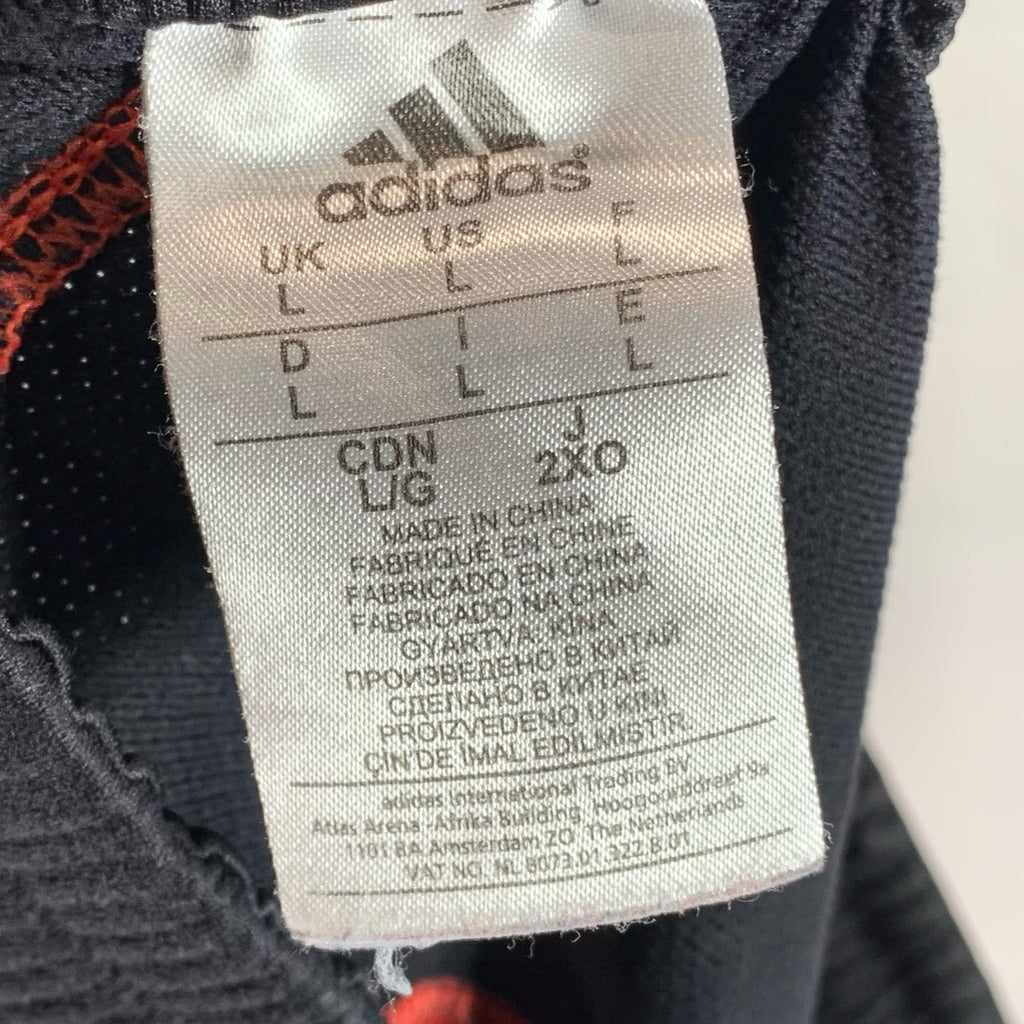 adidas®
UK US F
L L L
D I E
L L L
CDN J
L/G 2XO
MADE IN CHINA
FABRIQUÉ EN CHINE
FABRICADO EN CHINA
FABRICADO NA CHINA
GYÁRTVA: KÍNA
ПРОИЗВЕДЕНО В КИТАЙ
СДЕЛАНО В КИТАЕ
PROIZVEDENO U KINI
ÇİN'DE İMAL EDİLMİŞTİR.
adidas International Trading BV
Atlas Arena -Afrika Building, Hoogoorddreef 9a
1101 BA Amsterdam ZO The Netherlands
VAT NO. NL 8073.01.322.B.01